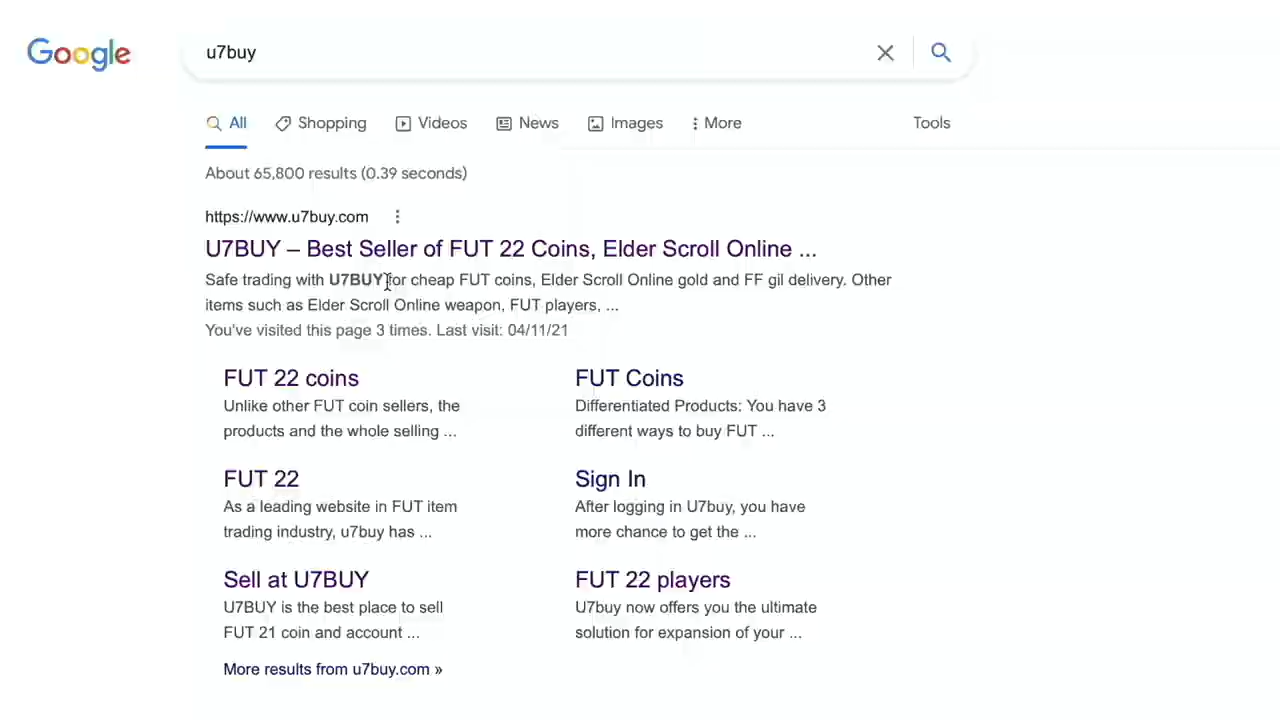 Google
u7buy
All Shopping Videos News Images More Tools
About 65,800 results (0.39 seconds)
https://www.u7buy.com
U7BUY – Best Seller of FUT 22 Coins, Elder Scroll Online ...
Safe trading with U7BUY for cheap FUT coins, Elder Scroll Online gold and FF gil delivery. Other
items such as Elder Scroll Online weapon, FUT players, ...
You've visited this page 3 times. Last visit: 04/11/21
FUT 22 coins
Unlike other FUT coin sellers, the
products and the whole selling ...
FUT Coins
Differentiated Products: You have 3
different ways to buy FUT ...
FUT 22
As a leading website in FUT item
trading industry, u7buy has ...
Sign In
After logging in U7buy, you have
more chance to get the ...
Sell at U7BUY
U7BUY is the best place to sell
FUT 21 coin and account ...
FUT 22 players
U7buy now offers you the ultimate
solution for expansion of your ...
More results from u7buy.com »